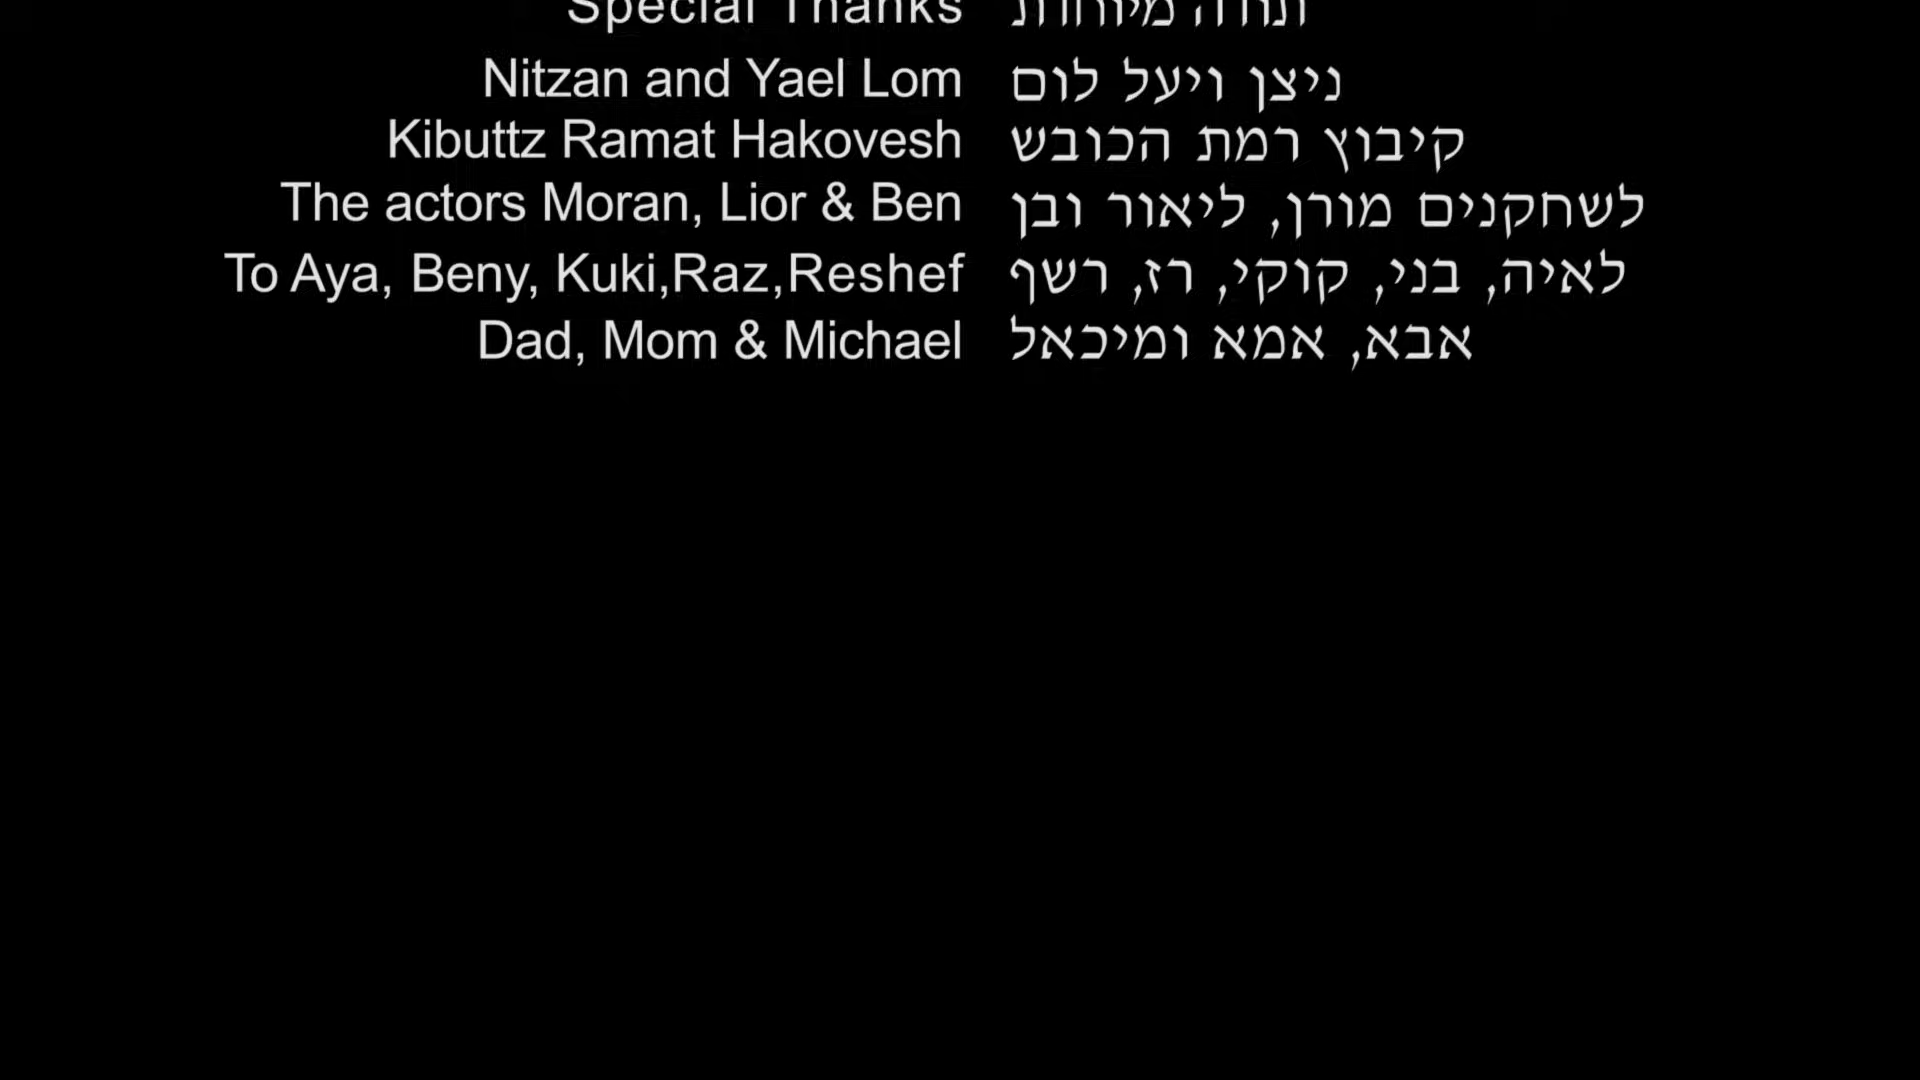 Special Thanks תודה מיוחדת
Nitzan and Yael Lom ניצן ויעל לום
Kibuttz Ramat Hakovesh קיבוץ רמת הכובש
The actors Moran, Lior & Ben לשחקנים מורן, ליאור ובן
To Aya, Beny, Kuki,Raz,Reshef לאיה, בני, קוקי, רז, רשף
Dad, Mom & Michael אבא, אמא ומיכאל